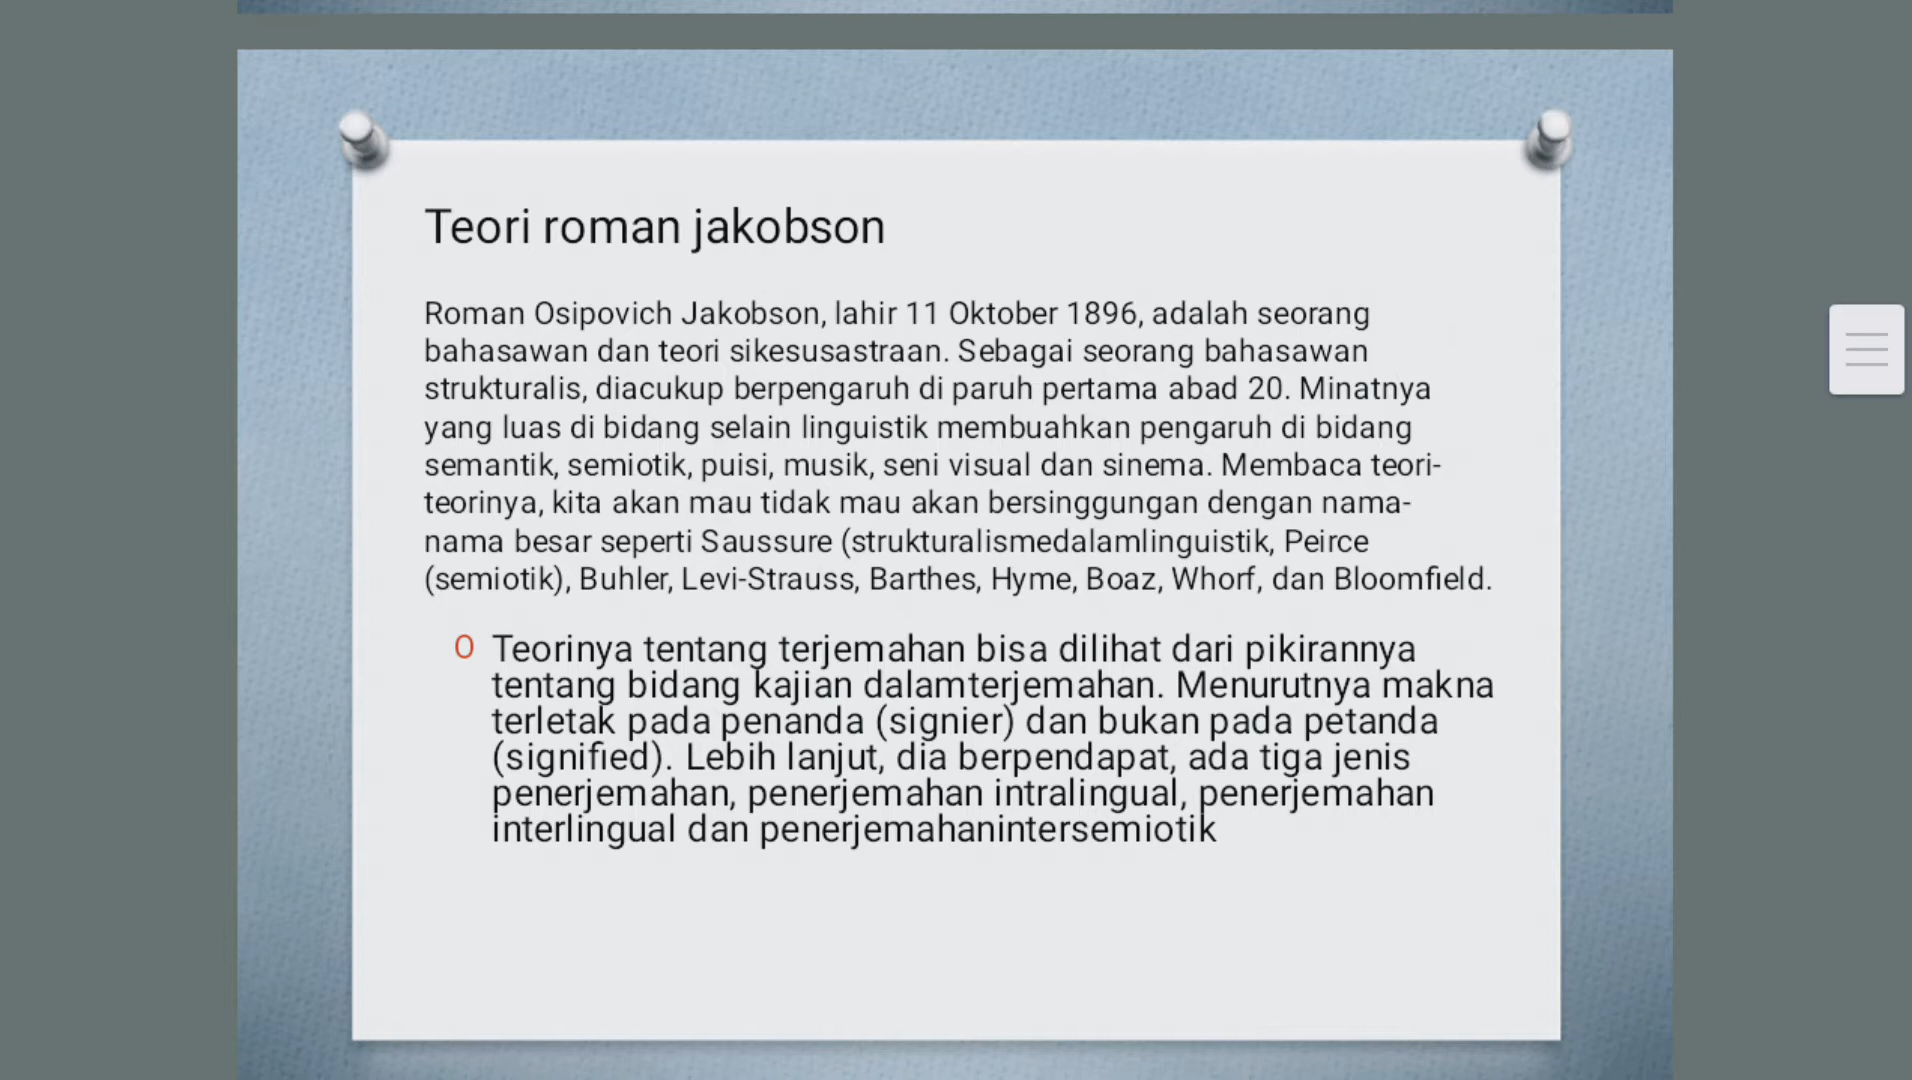 Teori roman jakobson
Roman Osipovich Jakobson, lahir 11 Oktober 1896, adalah seorang
bahasawan dan teori sikesusastraan. Sebagai seorang bahasawan
strukturalis, diacukup berpengaruh di paruh pertama abad 20. Minatnya
yang luas di bidang selain linguistik membuahkan pengaruh di bidang
semantik, semiotik, puisi, musik, seni visual dan sinema. Membaca teori-
teorinya, kita akan mau tidak mau akan bersinggungan dengan nama-
nama besar seperti Saussure (strukturalismedalamlinguistik, Peirce
(semiotik), Buhler, Levi-Strauss, Barthes, Hyme, Boaz, Whorf, dan Bloomfield.
O Teorinya tentang terjemahan bisa dilihat dari pikirannya
tentang bidang kajian dalamterjemahan. Menurutnya makna
terletak pada penanda (signier) dan bukan pada petanda
(signified). Lebih lanjut, dia berpendapat, ada tiga jenis
penerjemahan, penerjemahan intralingual, penerjemahan
interlingual dan penerjemahanintersemiotik